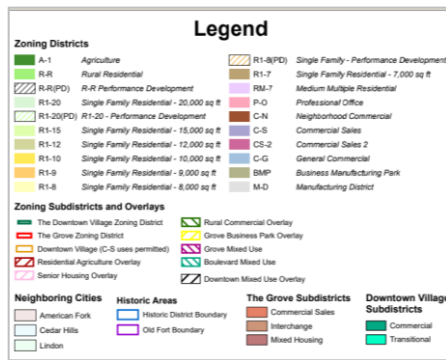 Legend
Zoning Districts
A-1 Agriculture
R-R Rural Residential
R-R(PD) R-R Performance Development
R1-20 Single Family Residential - 20,000 sq ft
R1-20(PD) R1-20 - Performance Development
R1-15 Single Family Residential - 15,000 sq ft
R1-12 Single Family Residential - 12,000 sq ft
R1-10 Single Family Residential - 10,000 sq ft
R1-9 Single Family Residential - 9,000 sq ft
R1-8 Single Family Residential - 8,000 sq ft
R1-8(PD) Single Family - Performance Development
R1-7 Single Family Residential - 7,000 sq ft
RM-7 Medium Multiple Residential
P-O Professional Office
C-N Neighborhood Commercial
C-S Commercial Sales
CS-2 Commercial Sales 2
C-G General Commercial
BMP Business Manufacturing Park
M-D Manufacturing District
Zoning Subdistricts and Overlays
The Downtown Village Zoning District
The Grove Zoning District
Downtown Village (C-S uses permitted)
Residential Agriculture Overlay
Senior Housing Overlay
Rural Commercial Overlay
Grove Business Park Overlay
Grove Mixed Use
Boulevard Mixed Use
Downtown Mixed Use Overlay
Neighboring Cities
American Fork
Cedar Hills
Lindon
Historic Areas
Historic District Boundary
Old Fort Boundary
The Grove Subdistricts
Commercial Sales
Interchange
Mixed Housing
Downtown Village
Subdistricts
Commercial
Transitional